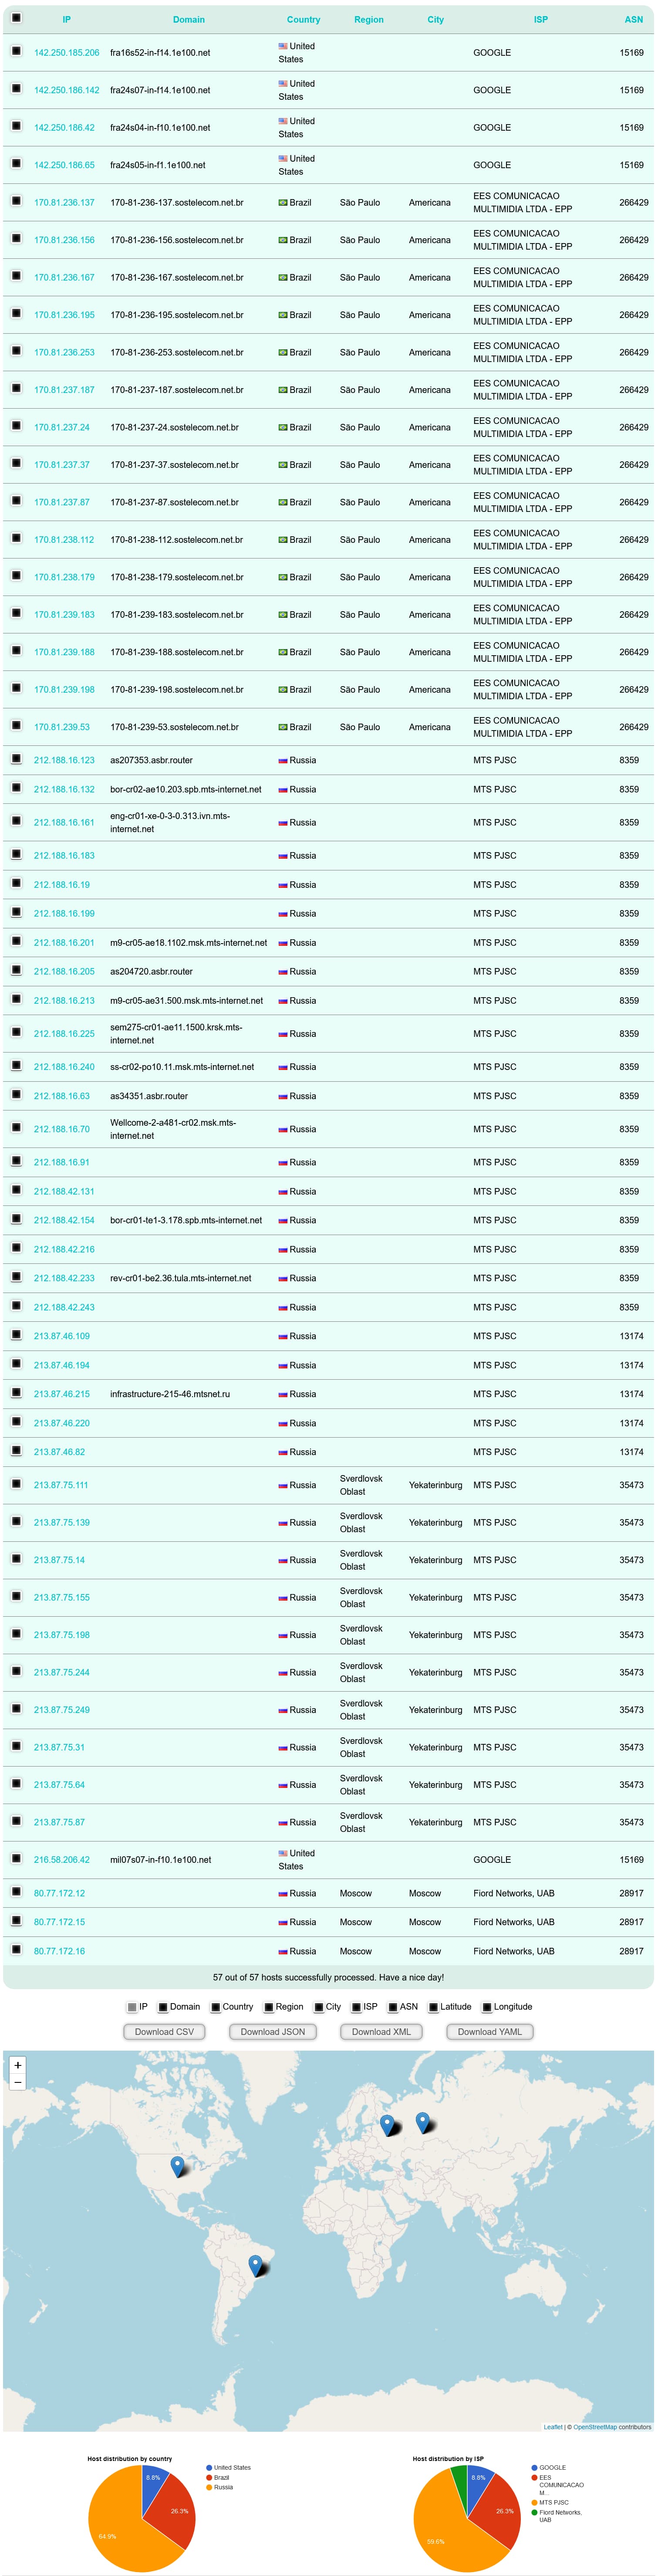 IP Domain Country Region City ISP ASN
142.250.185.206 fra16s52-in-f14.1e100.net United States GOOGLE 15169
142.250.186.142 fra24s07-in-f14.1e100.net United States GOOGLE 15169
142.250.186.42 fra24s04-in-f10.1e100.net United States GOOGLE 15169
142.250.186.65 fra24s05-in-f1.1e100.net United States GOOGLE 15169
170.81.236.137 170-81-236-137.sostelecom.net.br Brazil São Paulo Americana EES COMUNICACAO MULTIMIDIA LTDA - EPP 266429
170.81.236.156 170-81-236-156.sostelecom.net.br Brazil São Paulo Americana EES COMUNICACAO MULTIMIDIA LTDA - EPP 266429
170.81.236.167 170-81-236-167.sostelecom.net.br Brazil São Paulo Americana EES COMUNICACAO MULTIMIDIA LTDA - EPP 266429
170.81.236.195 170-81-236-195.sostelecom.net.br Brazil São Paulo Americana EES COMUNICACAO MULTIMIDIA LTDA - EPP 266429
170.81.236.253 170-81-236-253.sostelecom.net.br Brazil São Paulo Americana EES COMUNICACAO MULTIMIDIA LTDA - EPP 266429
170.81.237.187 170-81-237-187.sostelecom.net.br Brazil São Paulo Americana EES COMUNICACAO MULTIMIDIA LTDA - EPP 266429
170.81.237.24 170-81-237-24.sostelecom.net.br Brazil São Paulo Americana EES COMUNICACAO MULTIMIDIA LTDA - EPP 266429
170.81.237.37 170-81-237-37.sostelecom.net.br Brazil São Paulo Americana EES COMUNICACAO MULTIMIDIA LTDA - EPP 266429
170.81.237.87 170-81-237-87.sostelecom.net.br Brazil São Paulo Americana EES COMUNICACAO MULTIMIDIA LTDA - EPP 266429
170.81.238.112 170-81-238-112.sostelecom.net.br Brazil São Paulo Americana EES COMUNICACAO MULTIMIDIA LTDA - EPP 266429
170.81.238.179 170-81-238-179.sostelecom.net.br Brazil São Paulo Americana EES COMUNICACAO MULTIMIDIA LTDA - EPP 266429
170.81.239.183 170-81-239-183.sostelecom.net.br Brazil São Paulo Americana EES COMUNICACAO MULTIMIDIA LTDA - EPP 266429
170.81.239.188 170-81-239-188.sostelecom.net.br Brazil São Paulo Americana EES COMUNICACAO MULTIMIDIA LTDA - EPP 266429
170.81.239.198 170-81-239-198.sostelecom.net.br Brazil São Paulo Americana EES COMUNICACAO MULTIMIDIA LTDA - EPP 266429
170.81.239.53 170-81-239-53.sostelecom.net.br Brazil São Paulo Americana EES COMUNICACAO MULTIMIDIA LTDA - EPP 266429
212.188.16.123 as207353.asbr.router Russia MTS PJSC 8359
212.188.16.132 bor-cr02-ae10.203.spb.mts-internet.net Russia MTS PJSC 8359
212.188.16.161 eng-cr01-xe-0-3-0.313.ivn.mts-internet.net Russia MTS PJSC 8359
212.188.16.183 Russia MTS PJSC 8359
212.188.16.19 Russia MTS PJSC 8359
212.188.16.199 Russia MTS PJSC 8359
212.188.16.201 m9-cr05-ae18.1102.msk.mts-internet.net Russia MTS PJSC 8359
212.188.16.205 as204720.asbr.router Russia MTS PJSC 8359
212.188.16.213 m9-cr05-ae31.500.msk.mts-internet.net Russia MTS PJSC 8359
212.188.16.225 sem275-cr01-ae11.1500.krsk.mts-internet.net Russia MTS PJSC 8359
212.188.16.240 ss-cr02-po10.11.msk.mts-internet.net Russia MTS PJSC 8359
212.188.16.63 as34351.asbr.router Russia MTS PJSC 8359
212.188.16.70 Wellcome-2-a481-cr02.msk.mts-internet.net Russia MTS PJSC 8359
212.188.16.91 Russia MTS PJSC 8359
212.188.42.131 Russia MTS PJSC 8359
212.188.42.154 bor-cr01-te1-3.178.spb.mts-internet.net Russia MTS PJSC 8359
212.188.42.216 Russia MTS PJSC 8359
212.188.42.233 rev-cr01-be2.36.tula.mts-internet.net Russia MTS PJSC 8359
212.188.42.243 Russia MTS PJSC 8359
213.87.46.109 Russia MTS PJSC 13174
213.87.46.194 Russia MTS PJSC 13174
213.87.46.215 infrastructure-215-46.mtsnet.ru Russia MTS PJSC 13174
213.87.46.220 Russia MTS PJSC 13174
213.87.46.82 Russia MTS PJSC 13174
213.87.75.111 Russia Sverdlovsk Oblast Yekaterinburg MTS PJSC 35473
213.87.75.139 Russia Sverdlovsk Oblast Yekaterinburg MTS PJSC 35473
213.87.75.14 Russia Sverdlovsk Oblast Yekaterinburg MTS PJSC 35473
213.87.75.155 Russia Sverdlovsk Oblast Yekaterinburg MTS PJSC 35473
213.87.75.198 Russia Sverdlovsk Oblast Yekaterinburg MTS PJSC 35473
213.87.75.244 Russia Sverdlovsk Oblast Yekaterinburg MTS PJSC 35473
213.87.75.249 Russia Sverdlovsk Oblast Yekaterinburg MTS PJSC 35473
213.87.75.31 Russia Sverdlovsk Oblast Yekaterinburg MTS PJSC 35473
213.87.75.64 Russia Sverdlovsk Oblast Yekaterinburg MTS PJSC 35473
213.87.75.87 Russia Sverdlovsk Oblast Yekaterinburg MTS PJSC 35473
216.58.206.42 mil07s07-in-f10.1e100.net United States GOOGLE 15169
80.77.172.12 Russia Moscow Moscow Fiord Networks, UAB 28917
80.77.172.15 Russia Moscow Moscow Fiord Networks, UAB 28917
80.77.172.16 Russia Moscow Moscow Fiord Networks, UAB 28917
57 out of 57 hosts successfully processed. Have a nice day!
IP Domain Country Region City ISP ASN Latitude Longitude
Download CSV Download JSON Download XML Download YAML
+
−
Leaflet | © OpenStreetMap contributors
Host distribution by country
United States
Brazil
Russia
8.8%
26.3%
64.9%
Host distribution by ISP
GOOGLE
EES
COMUNICACAO
M...
MTS PJSC
Fiord Networks,
UAB
8.8%
26.3%
59.6%